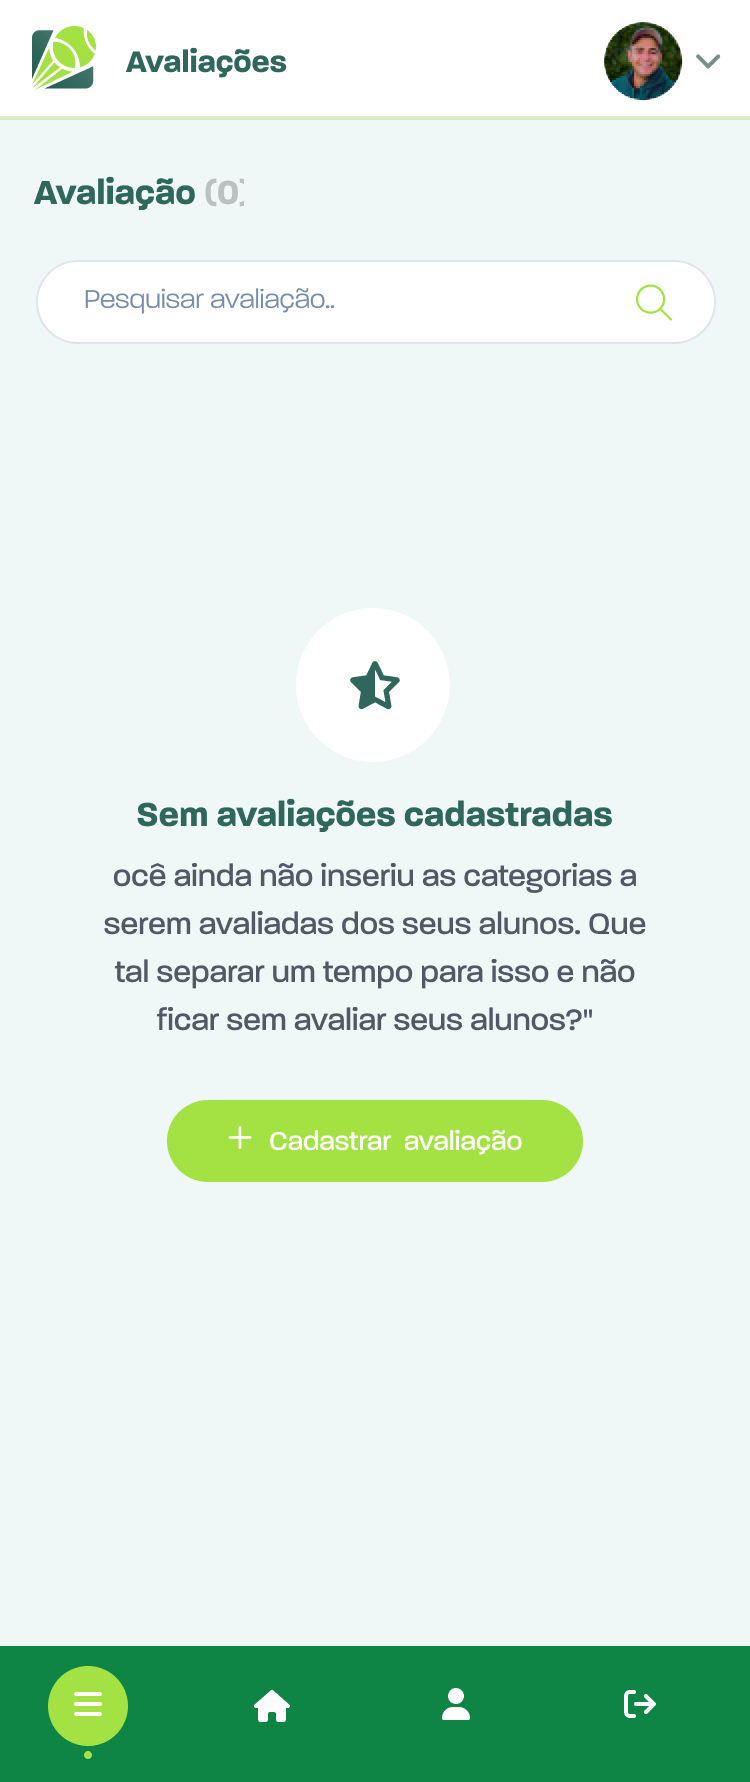 Avaliações
Avaliação (0)
Pesquisar avaliação..
Sem avaliações cadastradas
ocê ainda não inseriu as categorias a
serem avaliadas dos seus alunos. Que
tal separar um tempo para isso e não
ficar sem avaliar seus alunos?"
+ Cadastrar avaliação